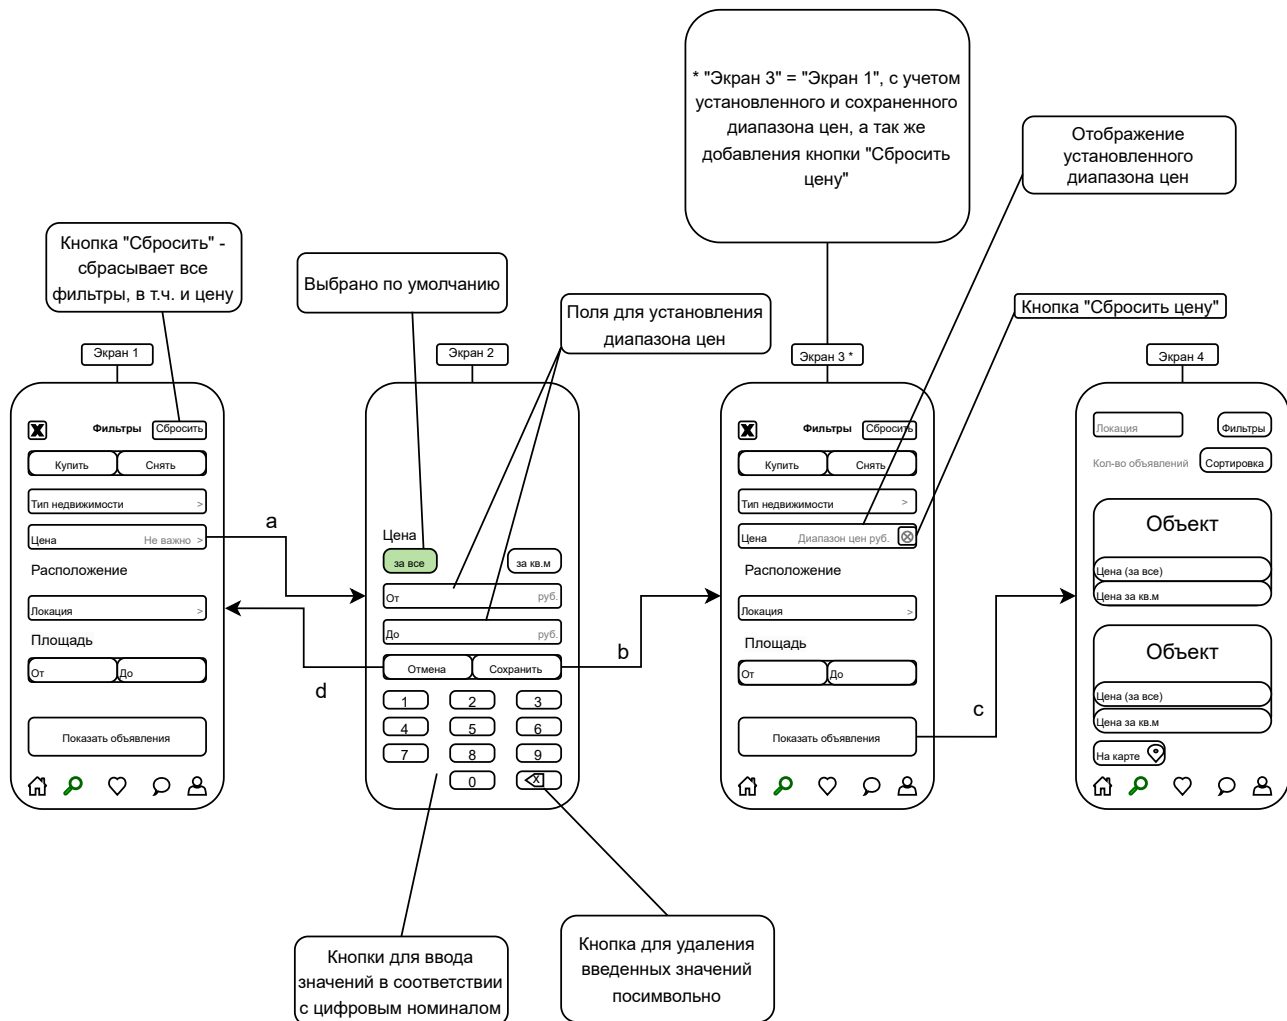 * "Экран 3" = "Экран 1", с учетом
установленного и сохраненного
диапазона цен, а так же
добавления кнопки "Сбросить
цену"
Отображение
установленного
диапазона цен
Кнопка "Сбросить" -
сбрасывает все
фильтры, в т.ч. и цену
Выбрано по умолчанию
Поля для установления
диапазона цен
Кнопка "Сбросить цену"
Экран 1
Экран 2
Экран 3 *
Экран 4
X
Фильтры
Сбросить
Купить
Снять
Тип недвижимости >
Цена
Не важно >
Расположение
Локация >
Площадь
От
До
Показать объявления
a
d
Цена
за все
за кв.м
От
руб.
До
руб.
Отмена
Сохранить
1
2
3
4
5
6
7
8
9
0
X
b
X
Фильтры
Сбросить
Купить
Снять
Тип недвижимости >
Цена
Диапазон цен руб.
Расположение
Локация >
Площадь
От
До
Показать объявления
c
Локация
Фильтры
Кол-во объявлений
Сортировка
Объект
Цена (за все)
Цена за кв.м
Объект
Цена (за все)
Цена за кв.м
На карте
Кнопки для ввода
значений в соответствии
с цифровым номиналом
Кнопка для удаления
введенных значений
посимвольно